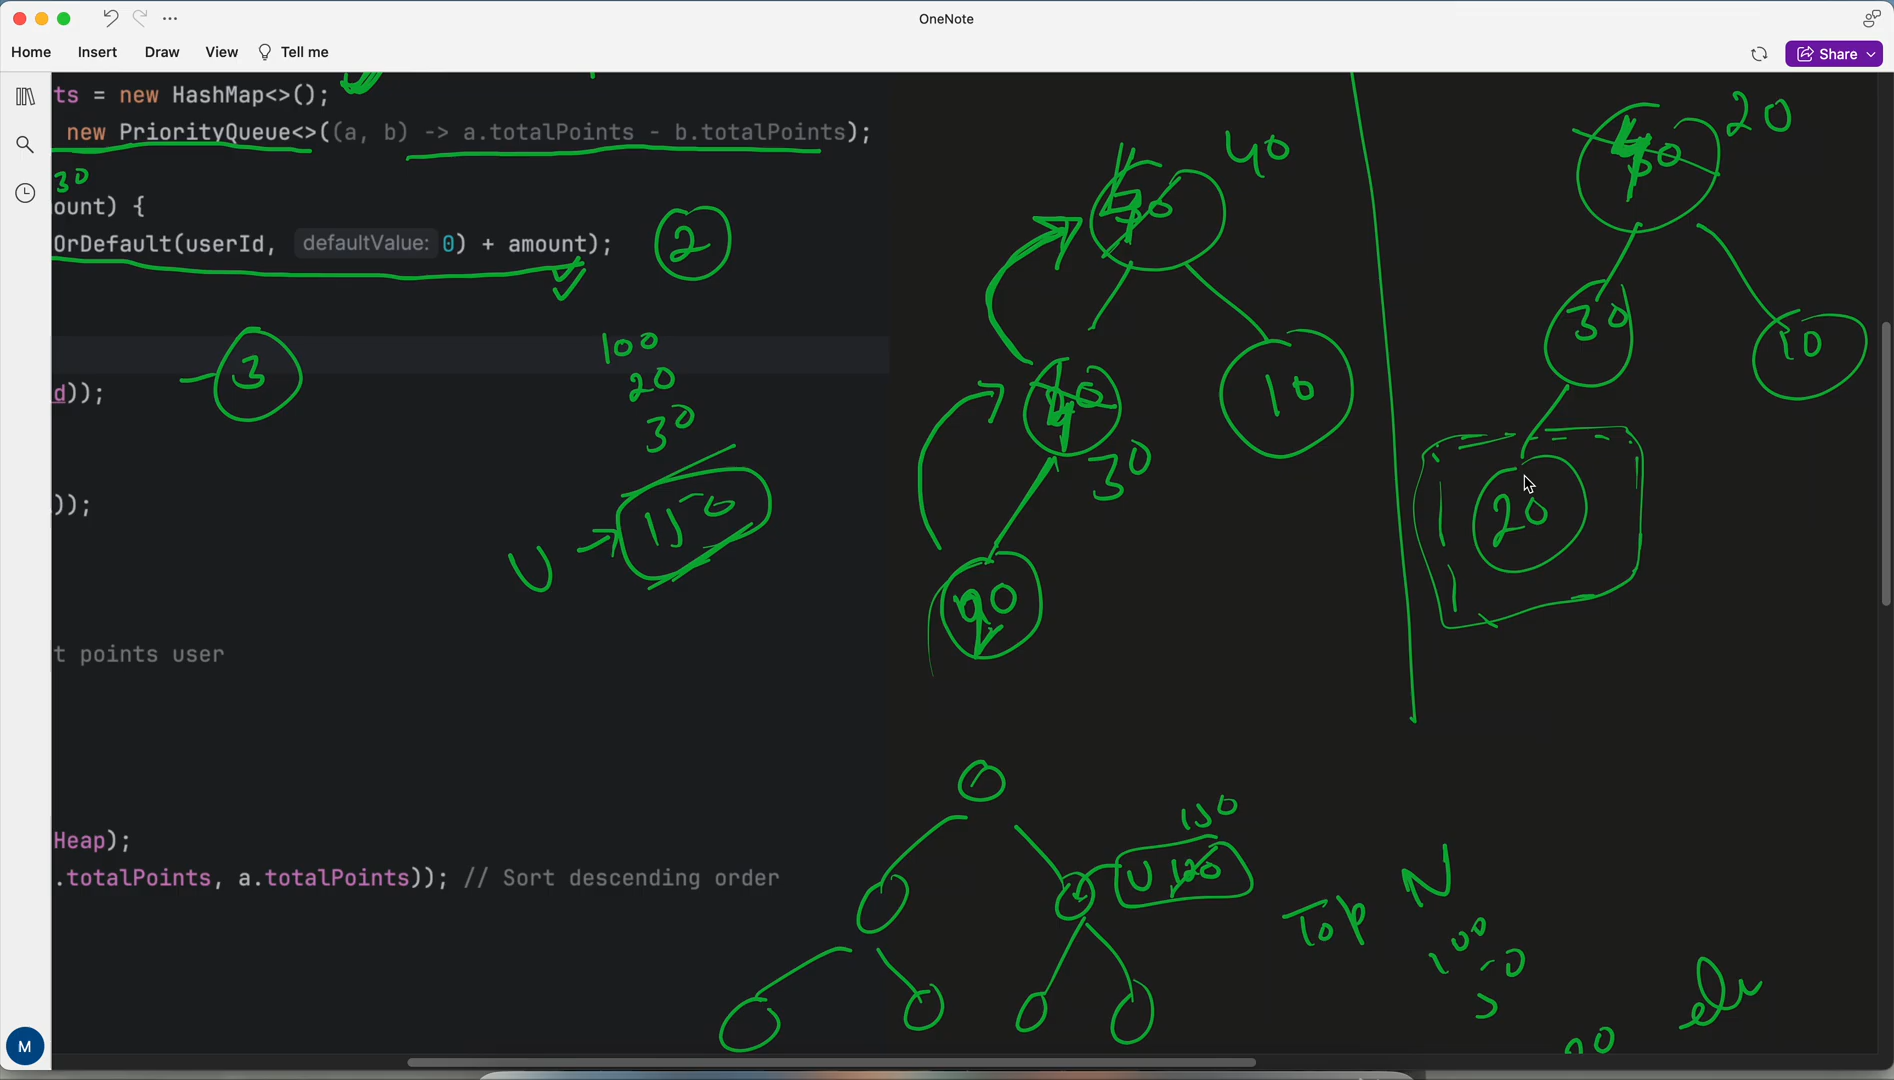 OneNote
Home Insert Draw View Tell me
Share
ts = new HashMap<>();
new PriorityQueue<>((a, b) -> a.totalPoints - b.totalPoints);
30
ount) {
OrDefault(userId, defaultValue: 0) + amount);
2
3
d));
));
100
20
30
U → 150
t points user
Heap);
.totalPoints, a.totalPoints)); // Sort descending order
40
10
30
90
20
30
10
20
150
U 120
Top N
100
M